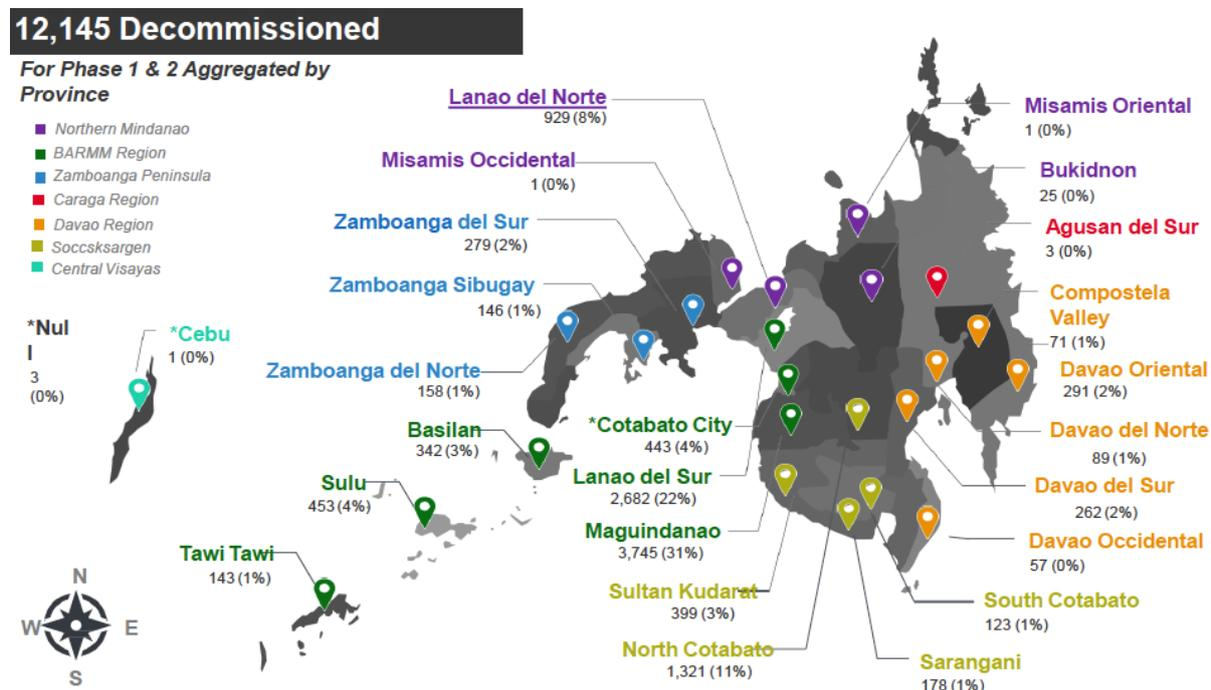 12,145 Decommissioned
For Phase 1 & 2 Aggregated by
Province
Northern Mindanao
BARMM Region
Zamboanga Peninsula
Caraga Region
Davao Region
Soccsksargen
Central Visayas
Lanao del Norte
929 (8%)
Misamis Occidental
1 (0%)
Zamboanga del Sur
279 (2%)
Zamboanga Sibugay
146 (1%)
Zamboanga del Norte
158 (1%)
*Nul
l
3
(0%)
*Cebu
1 (0%)
Basilan
342 (3%)
Sulu
453 (4%)
Tawi Tawi
143 (1%)
*Cotabato City
443 (4%)
Lanao del Sur
2,682 (22%)
Maguindanao
3,745 (31%)
Sultan Kudarat
399 (3%)
North Cotabato
1,321 (11%)
Misamis Oriental
1 (0%)
Bukidnon
25 (0%)
Agusan del Sur
3 (0%)
Compostela
Valley
71 (1%)
Davao Oriental
291 (2%)
Davao del Norte
89 (1%)
Davao del Sur
262 (2%)
Davao Occidental
57 (0%)
South Cotabato
123 (1%)
Sarangani
178 (1%)
N
W
E
S